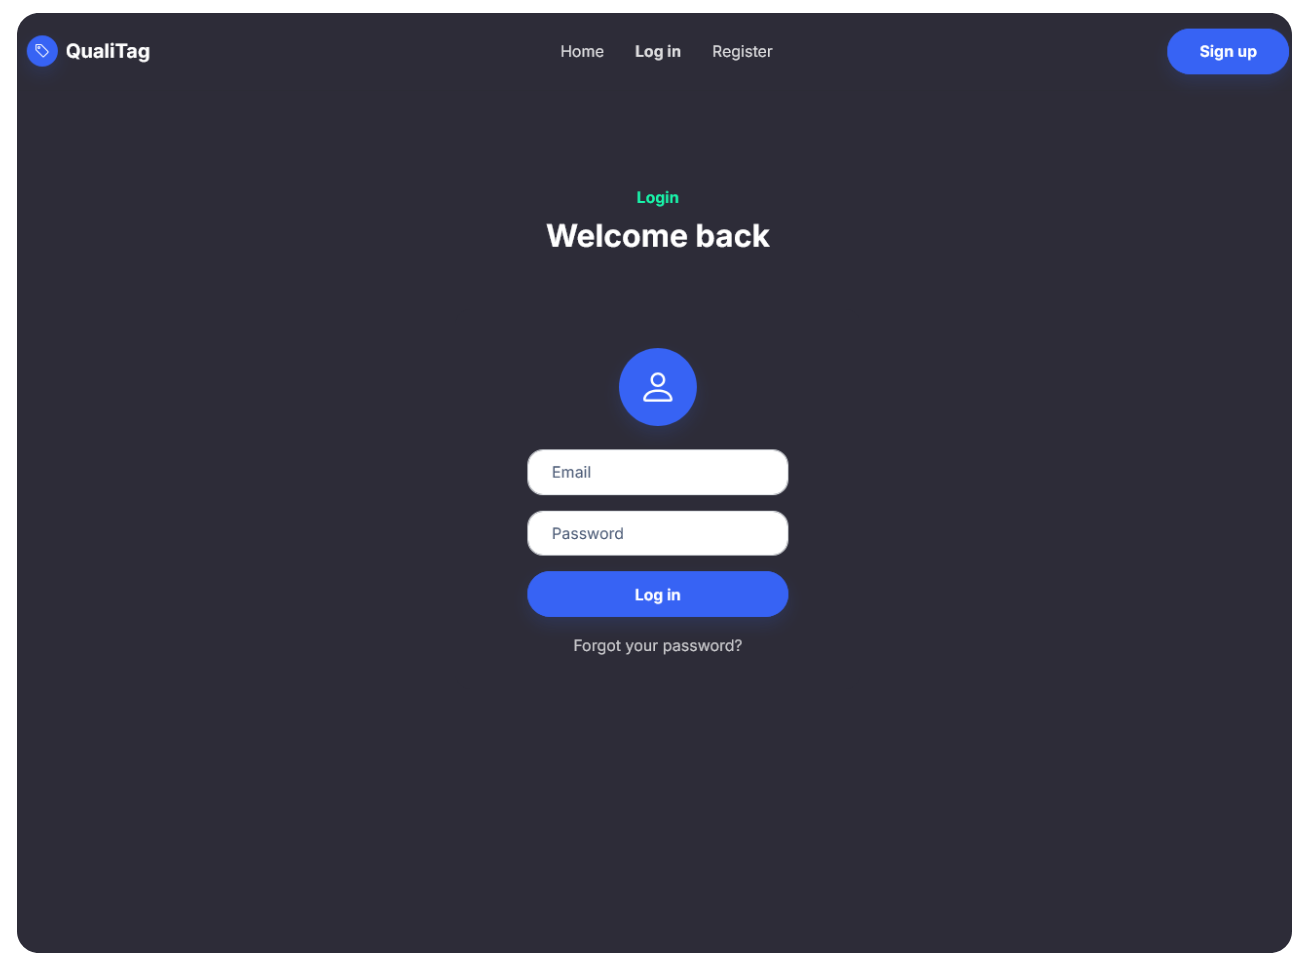 QualiTag
Home Log in Register
Sign up
Login
Welcome back
Email
Password
Log in
Forgot your password?